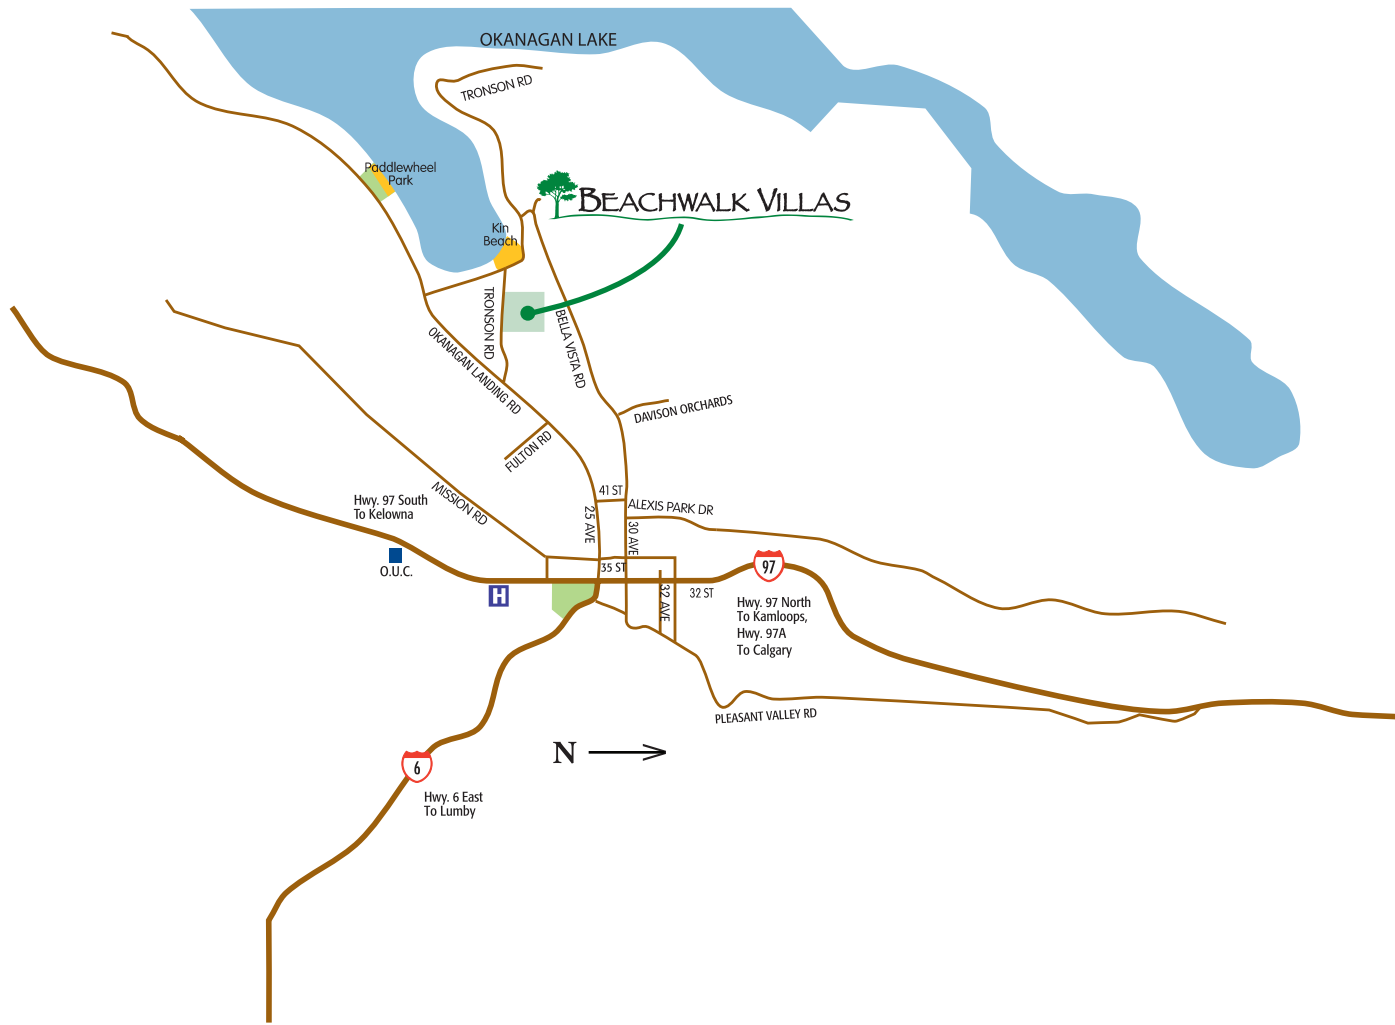 OKANAGAN LAKE
TRONSON RD
Paddlewheel
Park
BEACHWALK VILLAS
Kin
Beach
TRONSON RD
BELLA VISTA RD
OKANAGAN LANDING RD
DAVISON ORCHARDS
FULTON RD
MISSION RD
41 ST
ALEXIS PARK DR
Hwy. 97 South
To Kelowna
25 AVE
30 AVE
O.U.C.
35 ST
97
H
32 AVE
32 ST
Hwy. 97 North
To Kamloops,
Hwy. 97A
To Calgary
PLEASANT VALLEY RD
N
6
Hwy. 6 East
To Lumby